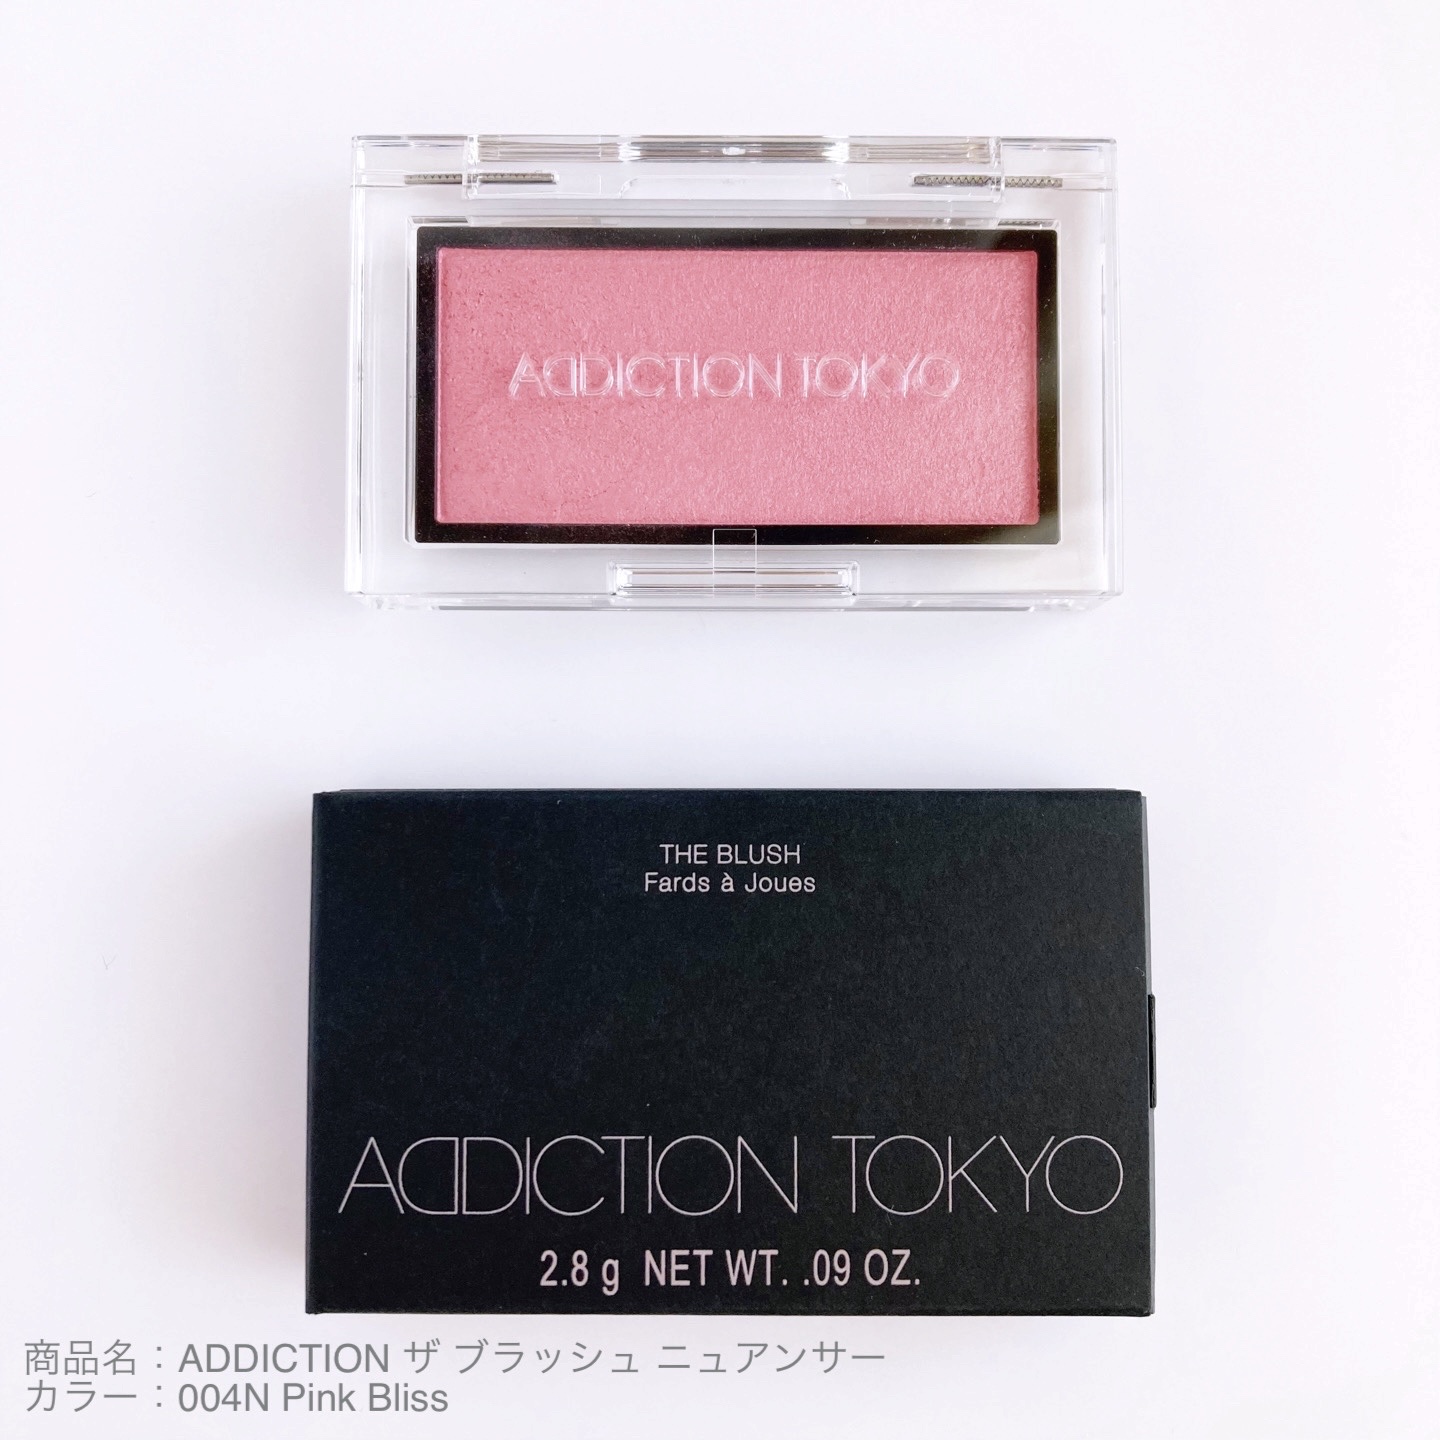 ADDICTION TOKYO
THE BLUSH
Fards à Joues
ADDICTION TOKYO
2.8 g NET WT. .09 OZ.
商品名：ADDICTION ザ ブラッシュ ニュアンサー
カラー：004N Pink Bliss